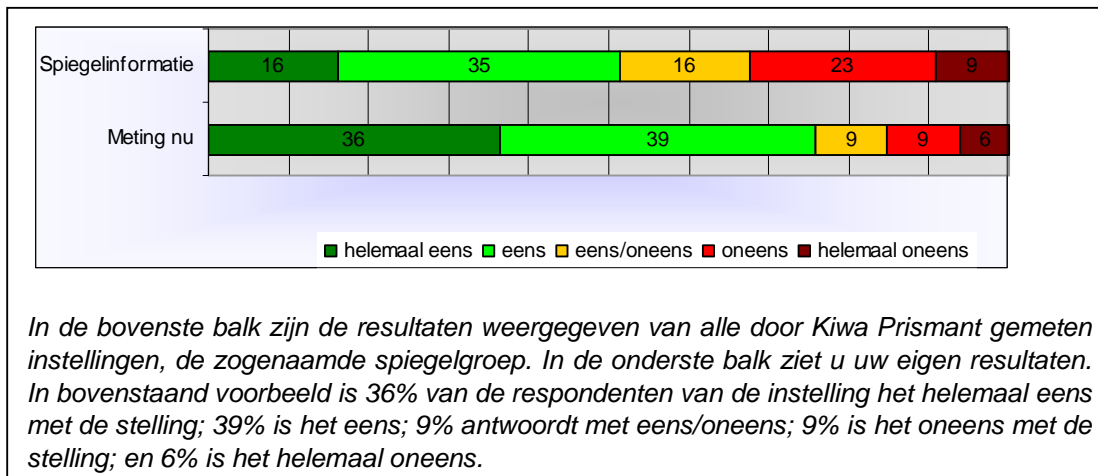 Spiegelinformatie 16 35 16 23 9
Meting nu 36 39 9 9 6
helemaal eens eens eens/oneens oneens helemaal oneens
In de bovenste balk zijn de resultaten weergegeven van alle door Kiwa Prismant gemeten
instellingen, de zogenaamde spiegelgroep. In de onderste balk ziet u uw eigen resultaten.
In bovenstaand voorbeeld is 36% van de respondenten van de instelling het helemaal eens
met de stelling; 39% is het eens; 9% antwoordt met eens/oneens; 9% is het oneens met de
stelling; en 6% is het helemaal oneens.